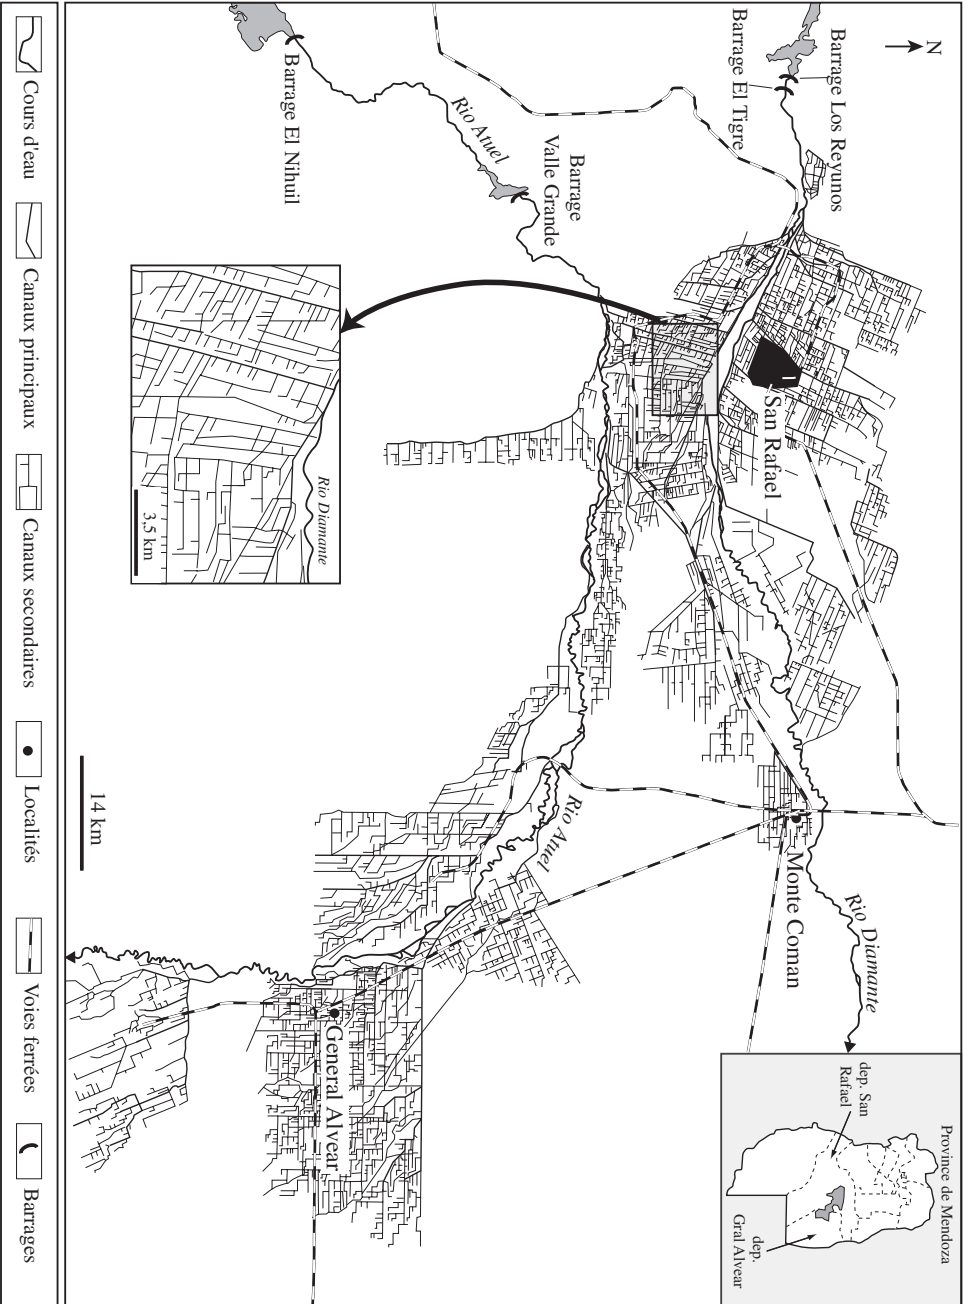 N
Barrage Los Reyunos
Barrage El Tigre
Barrage El Nihuil
Rio Atuel
Barrage
Valle Grande
San Rafael
Rio Diamante
3,5 km
Monte Coman
Rio Diamante
Rio Atuel
General Alvear
14 km
Province de Mendoza
dep. San
Rafael
dep.
Gral Alvear
Cours d'eau
Canaux principaux
Canaux secondaires
Localités
Voies ferrées
Barrages